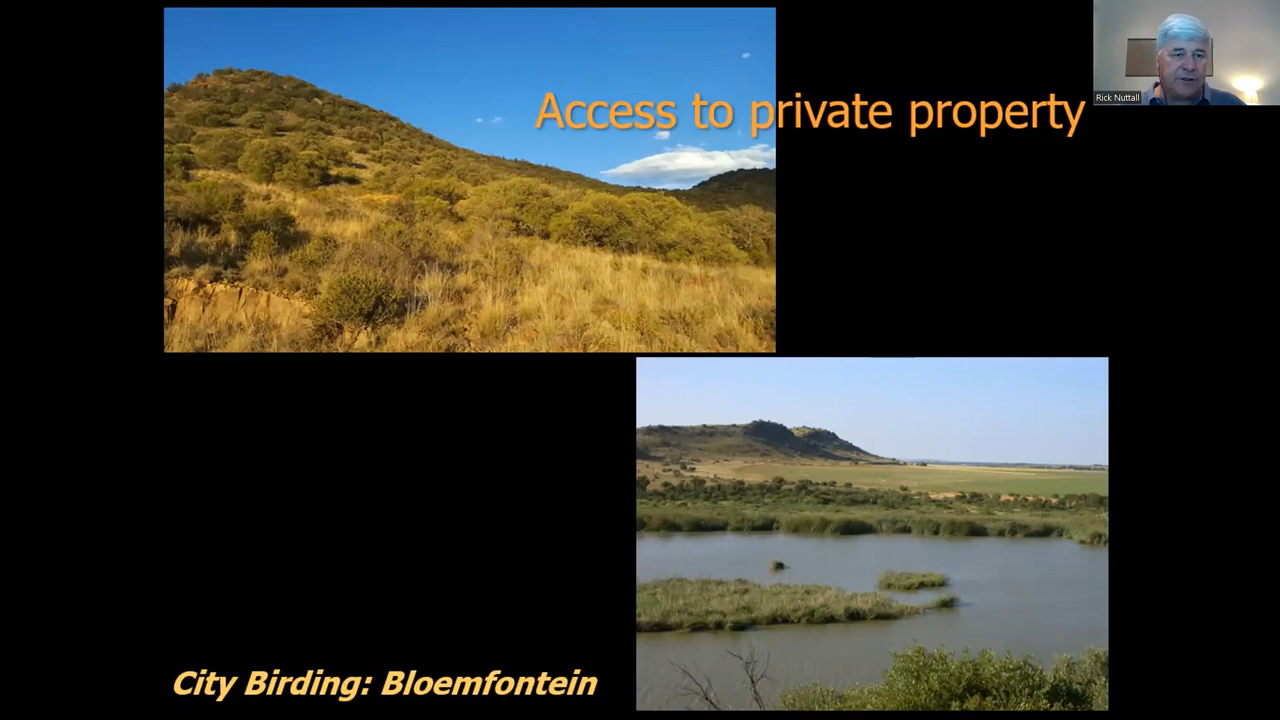 Rick Nuttall
Access to private property
City Birding: Bloemfontein